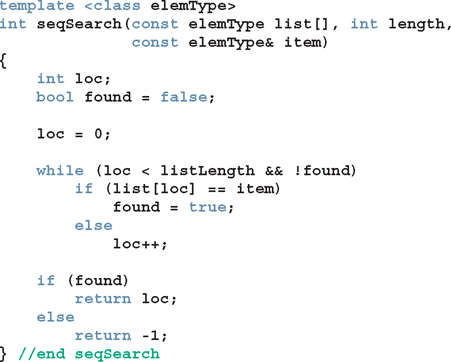 template <class elemType>
int seqSearch(const elemType list[], int length,
              const elemType& item)
{
    int loc;
    bool found = false;

    loc = 0;

    while (loc < listLength && !found)
        if (list[loc] == item)
            found = true;
        else
            loc++;

    if (found)
        return loc;
    else
        return -1;
} //end seqSearch